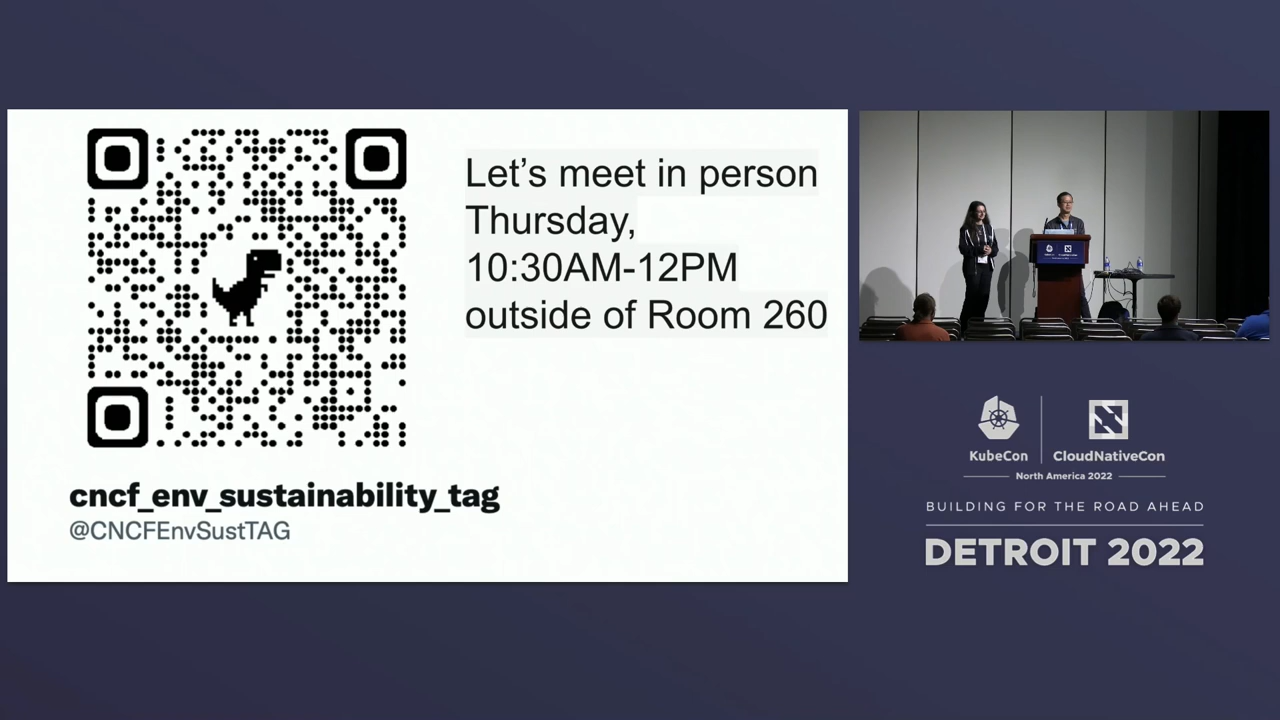 Let's meet in person
Thursday,
10:30AM-12PM
outside of Room 260
cncf_env_sustainability_tag
@CNCFEnvSustTAG
KubeCon
CloudNativeCon
North America 2022
BUILDING FOR THE ROAD AHEAD
DETROIT 2022